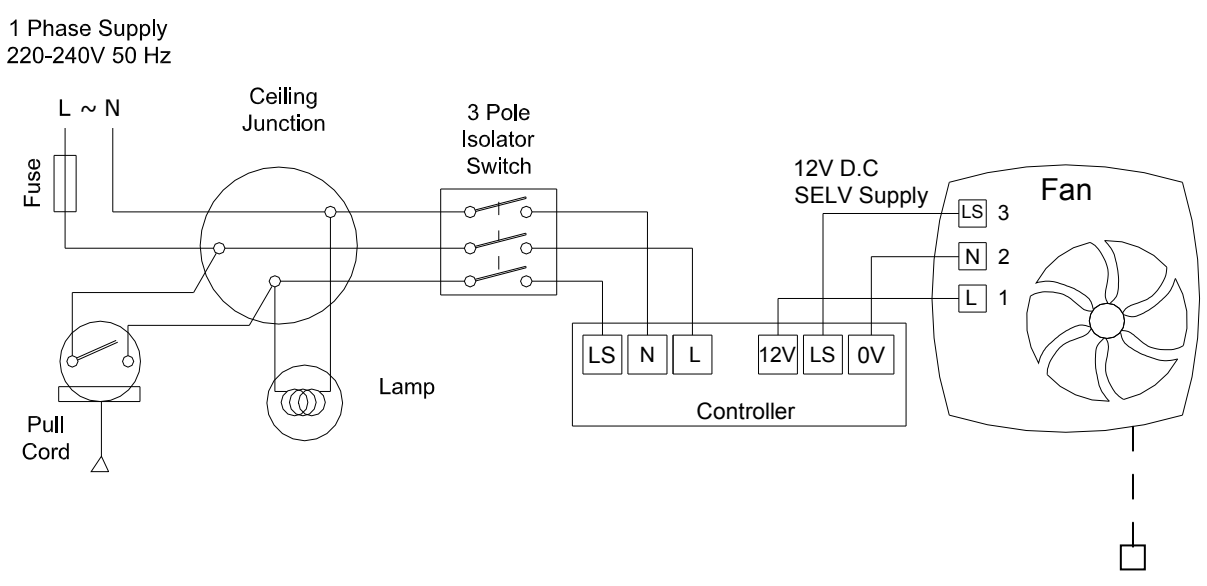 1 Phase Supply
220-240V 50 Hz
L ~ N
Fuse
Ceiling
Junction
3 Pole
Isolator
Switch
12V D.C
SELV Supply
Fan
LS 3
N 2
L 1
LS N L 12V LS 0V
Controller
Lamp
Pull
Cord